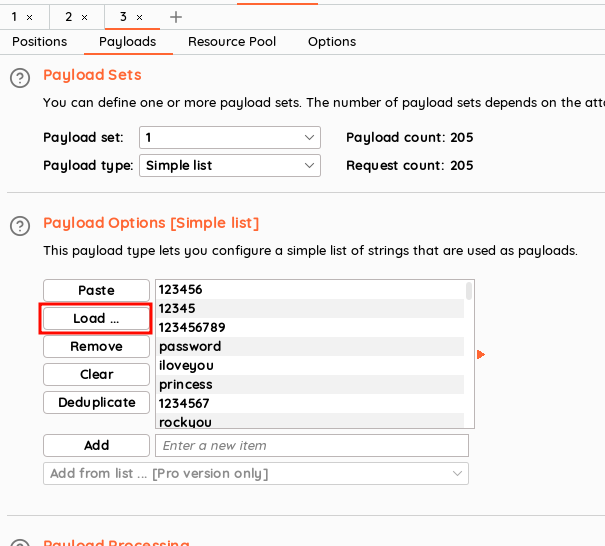 1 × 2 × 3 × +
Positions Payloads Resource Pool Options
? Payload Sets
You can define one or more payload sets. The number of payload sets depends on the
Payload set: 1 Payload count: 205
Payload type: Simple list Request count: 205
? Payload Options [Simple list]
This payload type lets you configure a simple list of strings that are used as payloads.
Paste
Load ...
Remove
Clear
Deduplicate
123456
12345
123456789
password
iloveyou
princess
1234567
rockyou
Add Enter a new item
Add from list ... [Pro version only]
Payload Processing